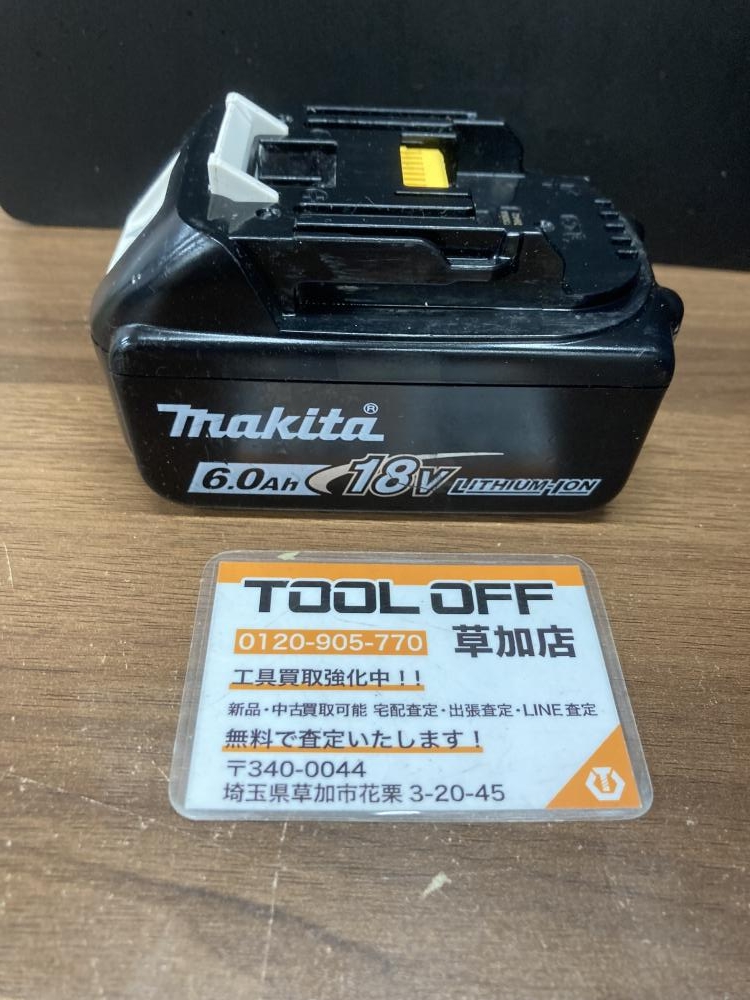 makita®
6.0Ah 18V LITHIUM-ION
TOOL OFF
0120-905-770 草加店
工具買取強化中！！
新品・中古買取可能 宅配査定・出張査定・LINE査定
無料で査定いたします！
〒340-0044
埼玉県草加市花栗 3-20-45